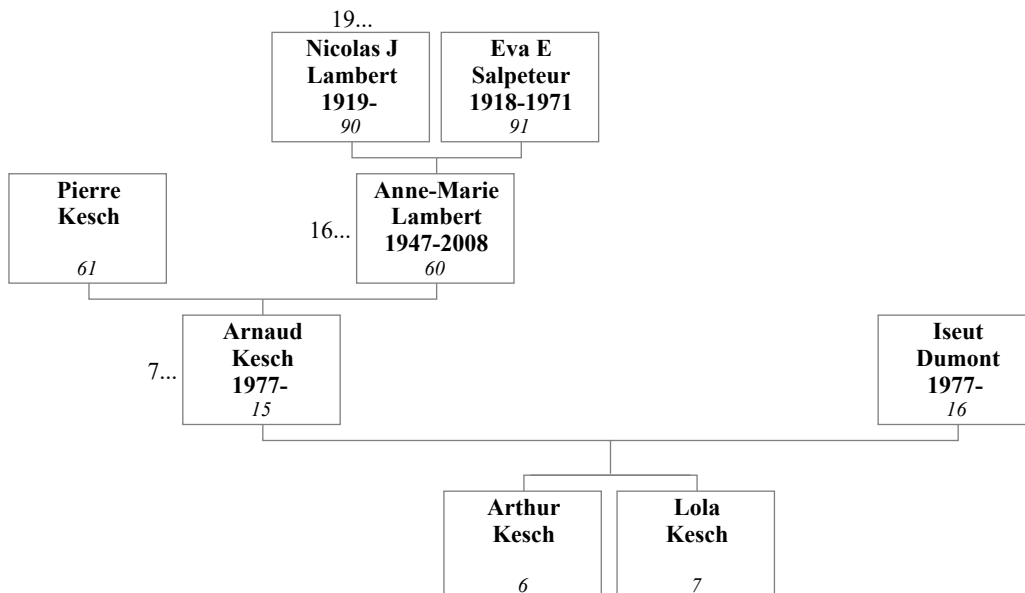 19...
Nicolas J
Lambert
1919-
90
Eva E
Salpeteur
1918-1971
91
Pierre
Kesch
61
16...
Anne-Marie
Lambert
1947-2008
60
7...
Arnaud
Kesch
1977-
15
Iseut
Dumont
1977-
16
Arthur
Kesch
6
Lola
Kesch
7